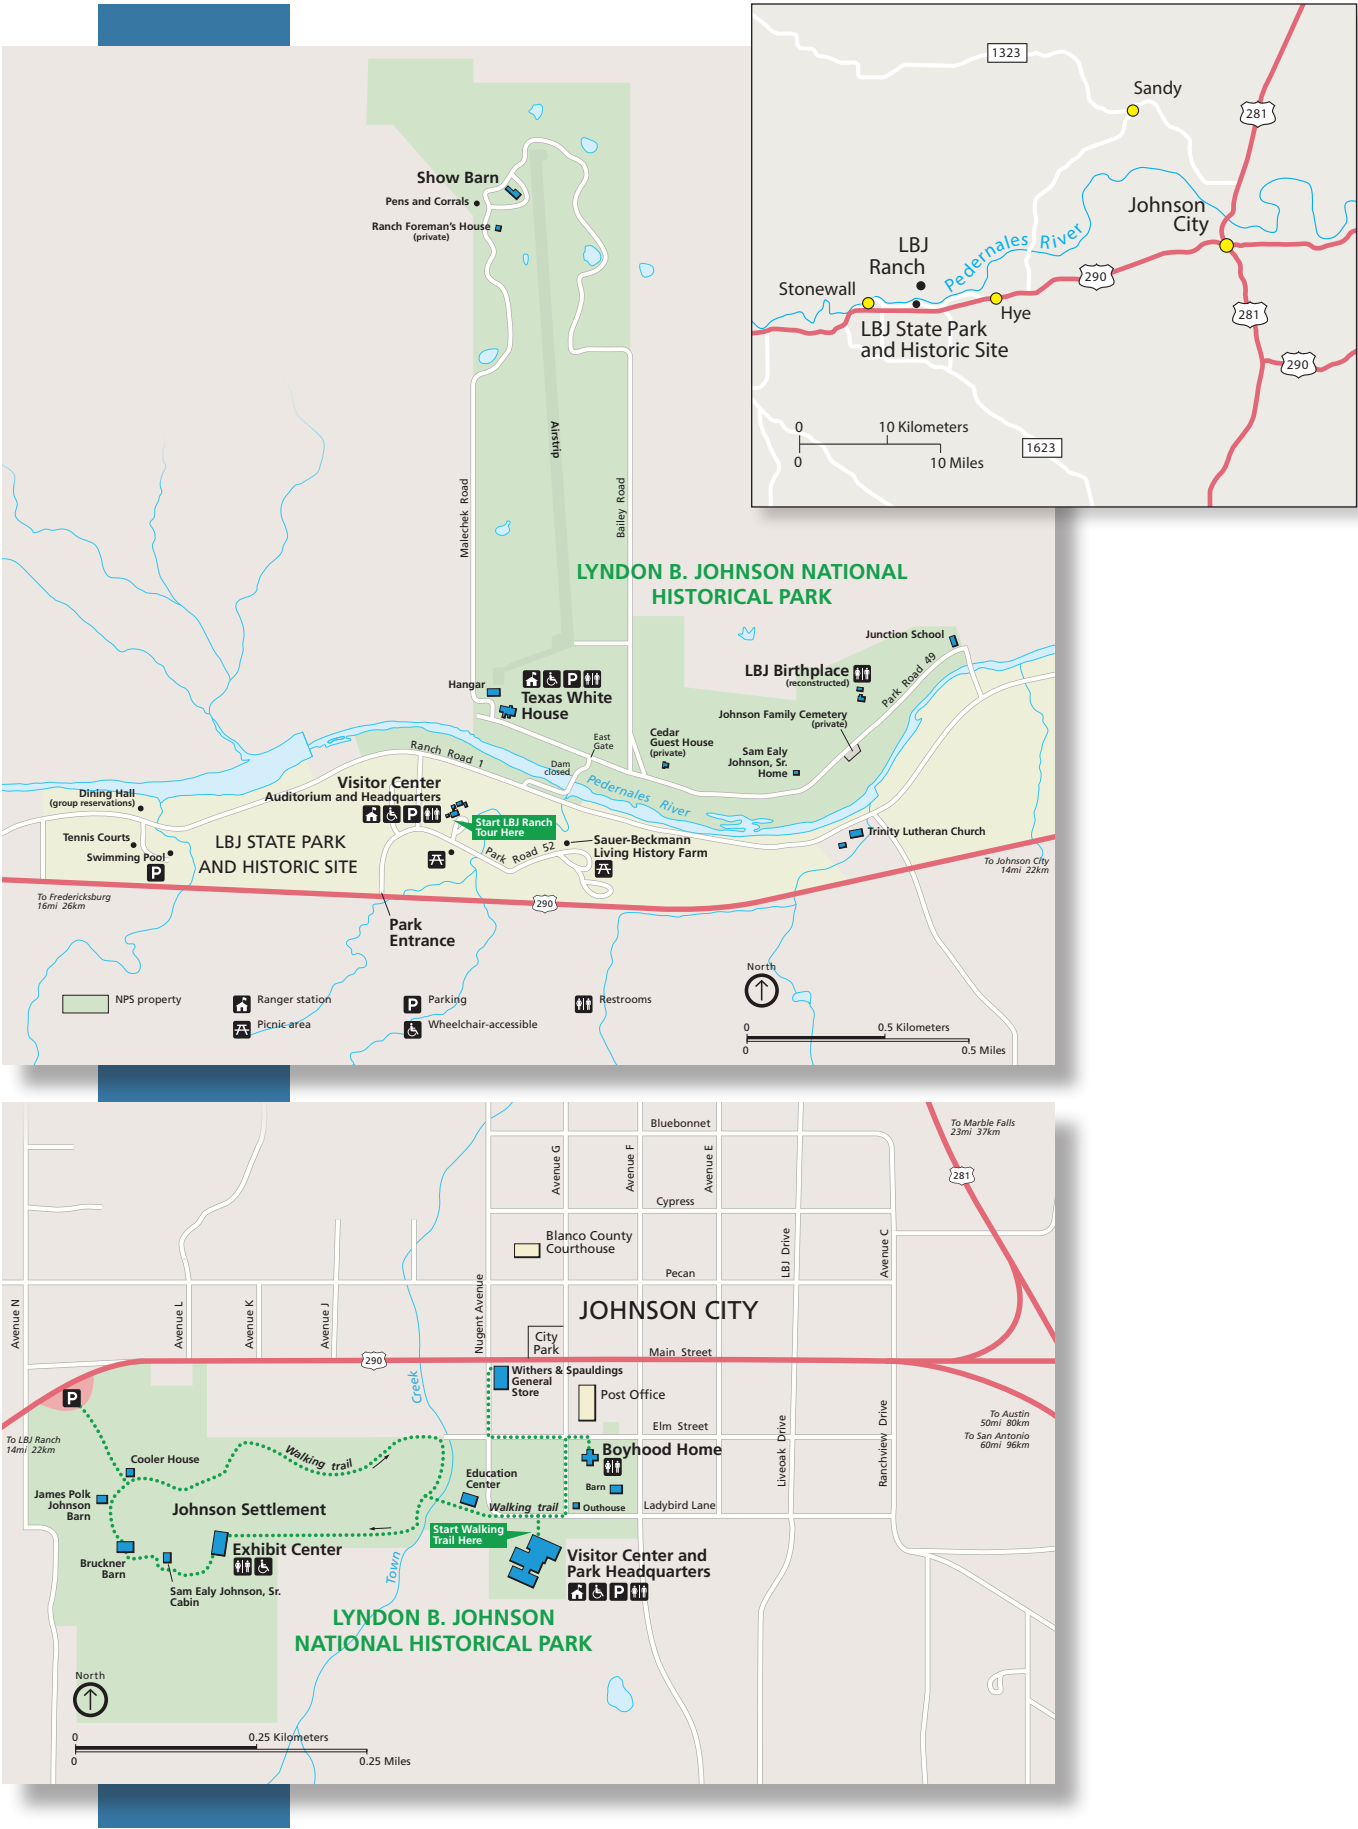 1323
Sandy
281
Johnson
City
Pedernales River
LBJ
Ranch
290
Stonewall
Hye
281
LBJ State Park
and Historic Site
290
0
10 Kilometers
0
10 Miles
1623
Show Barn
Pens and Corrals
Ranch Foreman's House
(private)
Airstrip
Malechek Road
Bailey Road
LYNDON B. JOHNSON NATIONAL
HISTORICAL PARK
Junction School
LBJ Birthplace
(reconstructed)
Park Road 49
Hangar
P
Texas White
House
Johnson Family Cemetery
(private)
Cedar
Guest House
(private)
East
Gate
Sam Ealy
Johnson, Sr.
Home
Ranch Road 1
Dam
closed
Pedernales River
Visitor Center
Auditorium and Headquarters
P
Dining Hall
(group reservations)
Start LBJ Ranch
Tour Here
Trinity Lutheran Church
Tennis Courts
Swimming Pool
P
LBJ STATE PARK
AND HISTORIC SITE
Park Road 52
Sauer-Beckmann
Living History Farm
To Johnson City
14mi 22km
To Fredericksburg
16mi 26km
290
Park
Entrance
North
NPS property
Ranger station
P
Parking
Restrooms
Picnic area
Wheelchair-accessible
0
0.5 Kilometers
0
0.5 Miles
Bluebonnet
To Marble Falls
23mi 37km
Avenue G
Avenue F
Avenue E
281
Cypress
Blanco County
Courthouse
LBJ Drive
Avenue C
Pecan
Avenue N
Avenue L
Avenue K
Avenue J
Nugent Avenue
JOHNSON CITY
City
Park
Main Street
290
Withers & Spauldings
General
Store
P
Creek
Post Office
Elm Street
Liveoak Drive
Ranchview Drive
To Austin
50mi 80km
To San Antonio
60mi 96km
To LBJ Ranch
14mi 22km
Walking trail
Boyhood Home
Cooler House
Education
Center
Barn
James Polk
Johnson
Barn
Johnson Settlement
Walking trail
Outhouse
Ladybird Lane
Start Walking
Trail Here
Exhibit Center
Bruckner
Barn
Town
Visitor Center and
Park Headquarters
P
Sam Ealy Johnson, Sr.
Cabin
LYNDON B. JOHNSON
NATIONAL HISTORICAL PARK
North
0
0.25 Kilometers
0
0.25 Miles